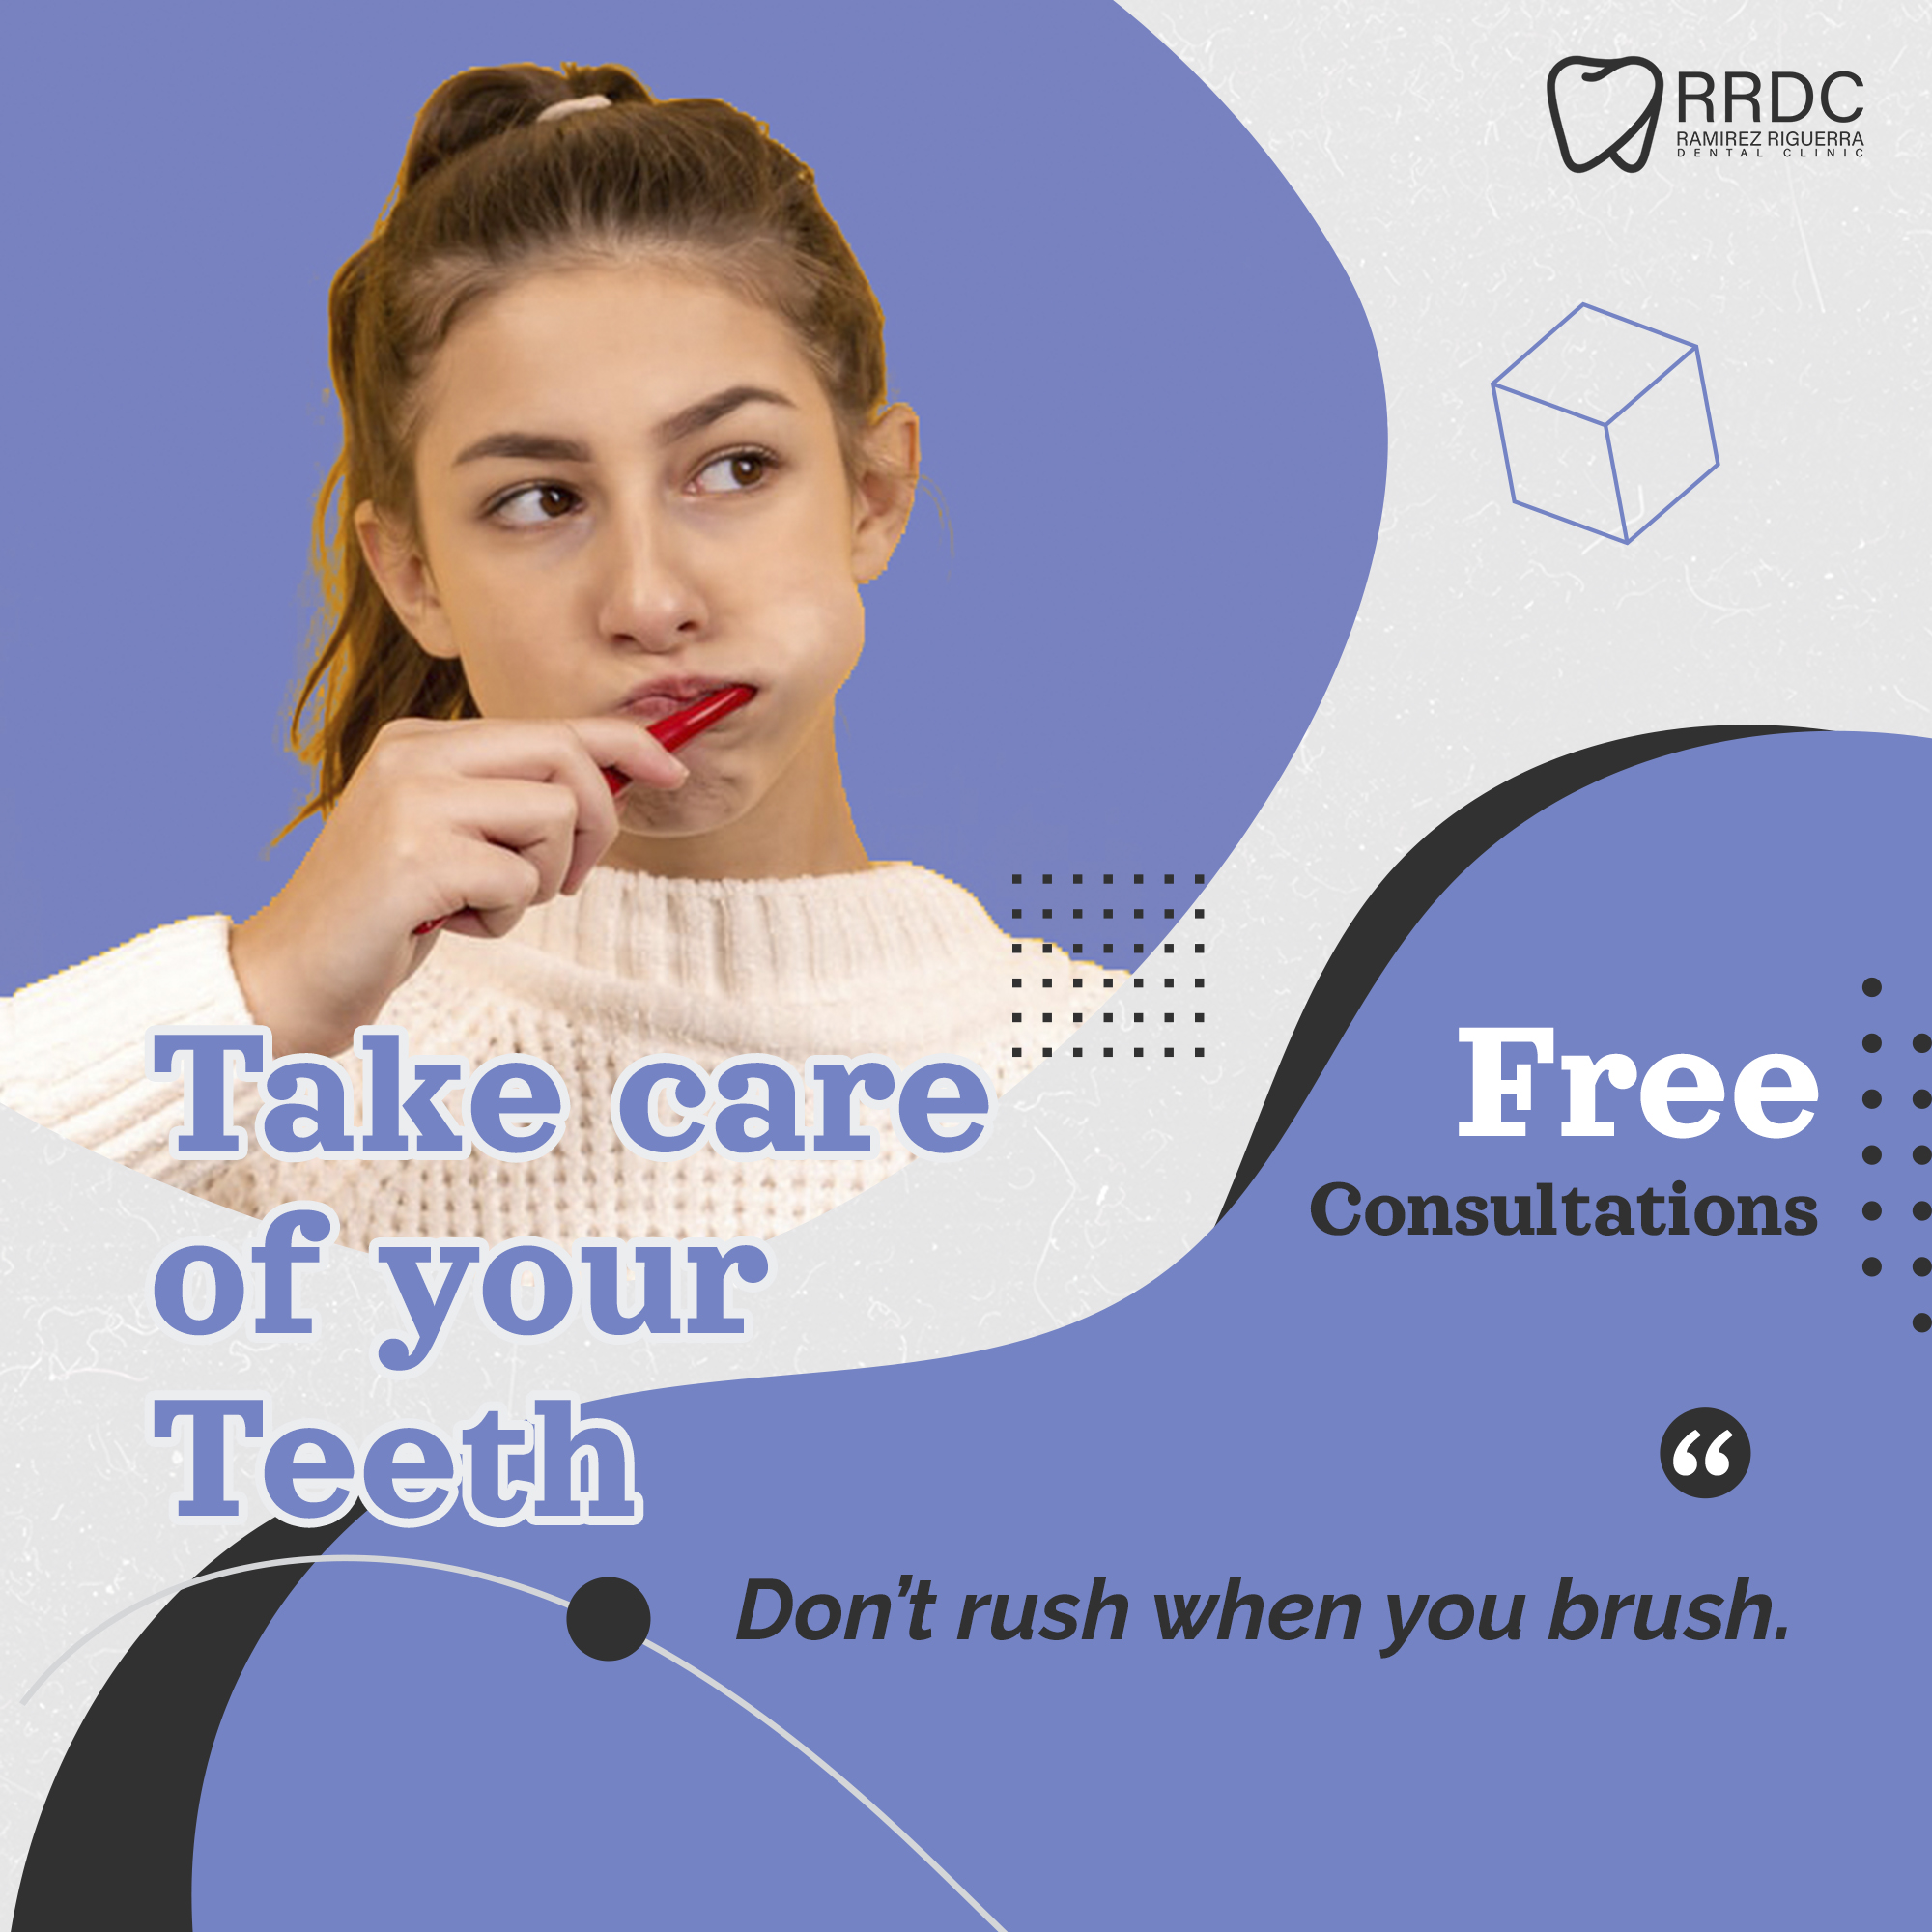 RRDC
RAMIREZ RIGUERRA
DENTAL CLINIC
Take care
of your
Teeth
Free
Consultations
“
Don’t rush when you brush.